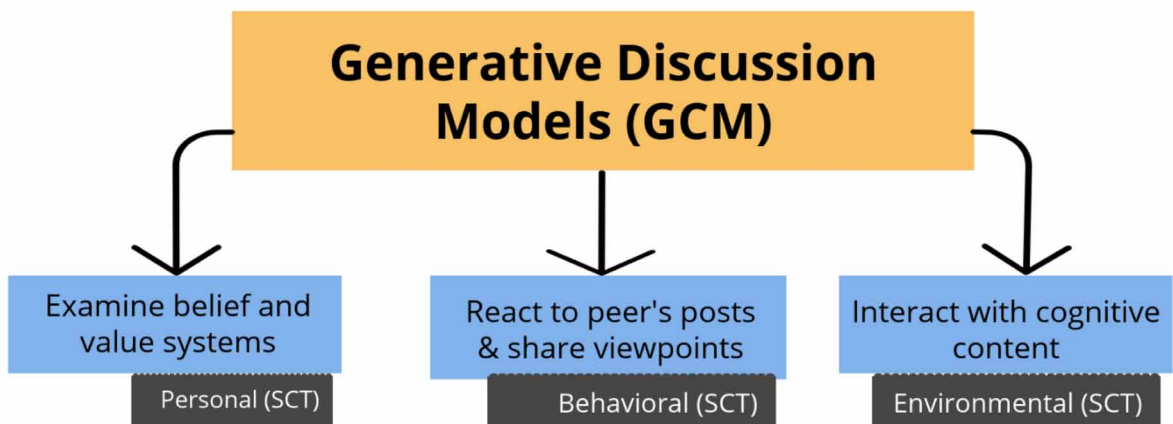 Generative Discussion
Models (GCM)
Examine belief and
value systems
Personal (SCT)
React to peer's posts
& share viewpoints
Behavioral (SCT)
Interact with cognitive
content
Environmental (SCT)